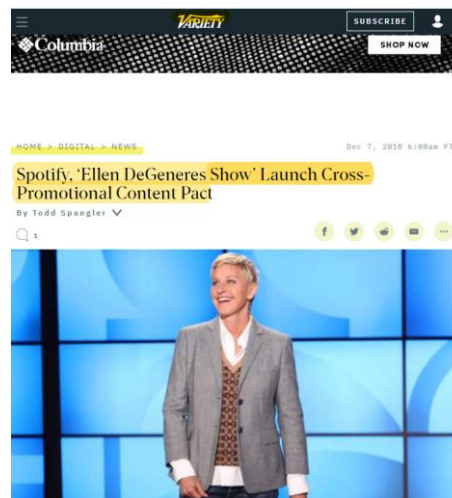 VARIETY
SUBSCRIBE
Columbia
SHOP NOW
HOME > DIGITAL > NEWS
Dec 7, 2018 6:00am PT
Spotify, ‘Ellen DeGeneres Show’ Launch Cross-
Promotional Content Pact
By Todd Spangler
1